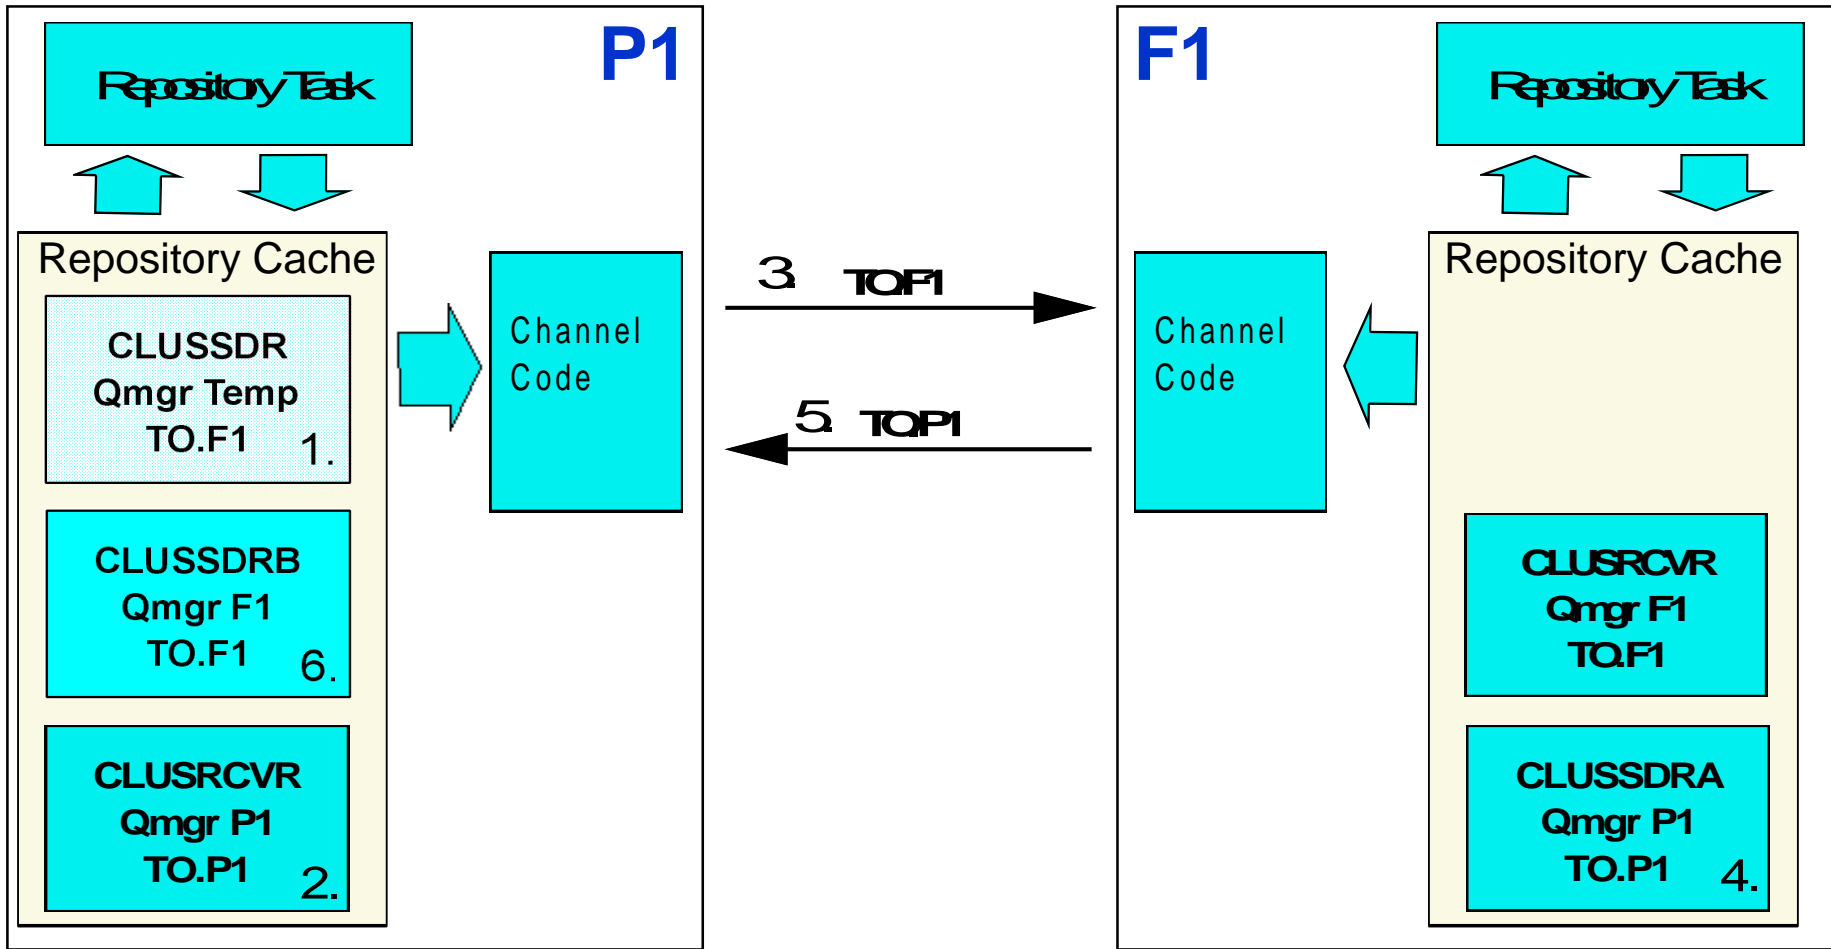 P1
Repository Task
Repository Cache
CLUSSDR
Qmgr Temp
TO.F1
1.
CLUSSDRB
Qmgr F1
TO.F1
6.
CLUSRCVR
Qmgr P1
TO.P1
2.
Channel
Code
3. TO.F1
5. TO.P1
F1
Repository Task
Channel
Code
Repository Cache
CLUSRCVR
Qmgr F1
TO.F1
CLUSSDRA
Qmgr P1
TO.P1
4.